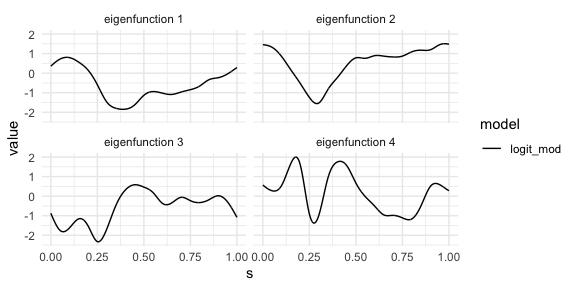 eigenfunction 1
eigenfunction 2
2
1
0
-1
-2
eigenfunction 3
eigenfunction 4
2
1
0
-1
-2
0.00 0.25 0.50 0.75 1.00 0.00 0.25 0.50 0.75 1.00
s
value
model
logit_mod